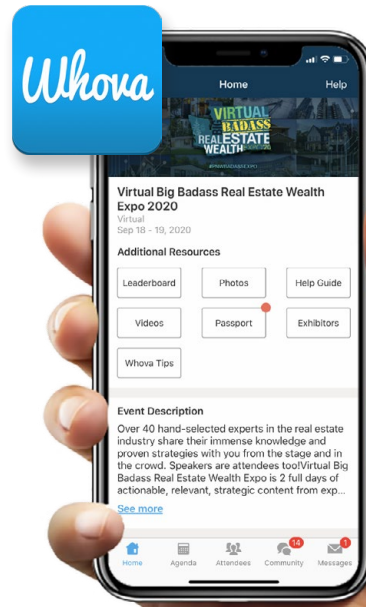 Whova
Home
Help
VIRTUAL
BADASS
REAL ESTATE
WEALTH
Virtual Big Badass Real Estate Wealth
Expo 2020
Virtual
Sep 18 - 19, 2020
Additional Resources
Leaderboard
Photos
Help Guide
Videos
Passport
Exhibitors
Whova Tips
Event Description
Over 40 hand-selected experts in the real estate
industry share their immense knowledge and
proven strategies with you from the stage and in
the crowd. Speakers are attendees too!Virtual Big
Badass Real Estate Wealth Expo is 2 full days of
actionable, relevant, strategic content from exp...
See more
14
1
Home
Agenda
Attendees
Community
Messages